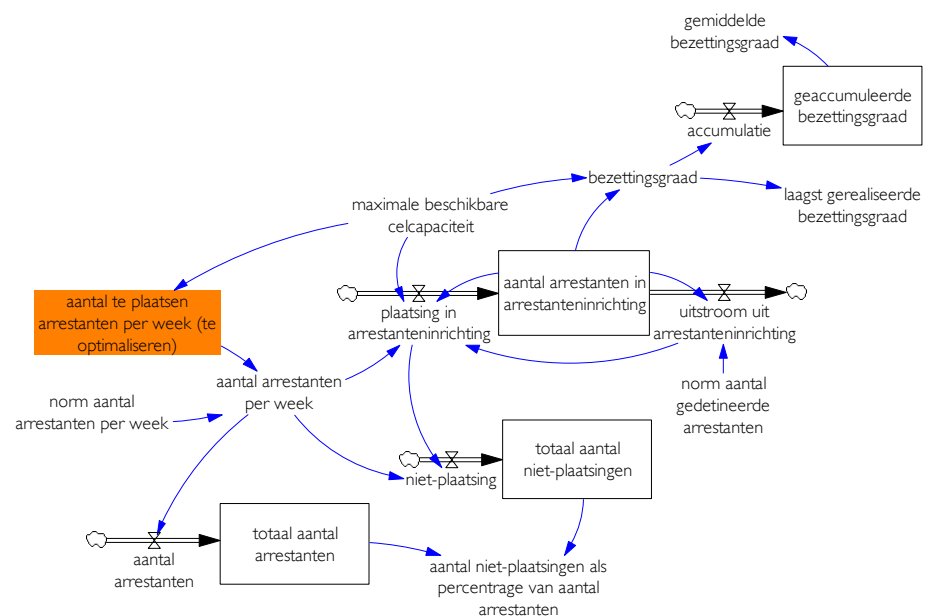 gemiddelde
bezettingsgraad
geaccumuleerde
bezettingsgraad
accumulatie
bezettingsgraad
laagst gerealiseerde
bezettingsgraad
maximale beschikbare
celcapaciteit
aantal te plaatsen
arrestanten per week (te
optimaliseren)
plaatsing in
arrestanteninrichting
aantal arrestanten in
arrestanteninrichting
uitstroom uit
arrestanteninrichting
norm aantal
gedetineerde
arrestanten
aantal arrestanten
per week
norm aantal
arrestanten per week
niet-plaatsing
totaal aantal
niet-plaatsingen
aantal
arrestanten
totaal aantal
arrestanten
aantal niet-plaatsingen als
percentage van aantal
arrestanten